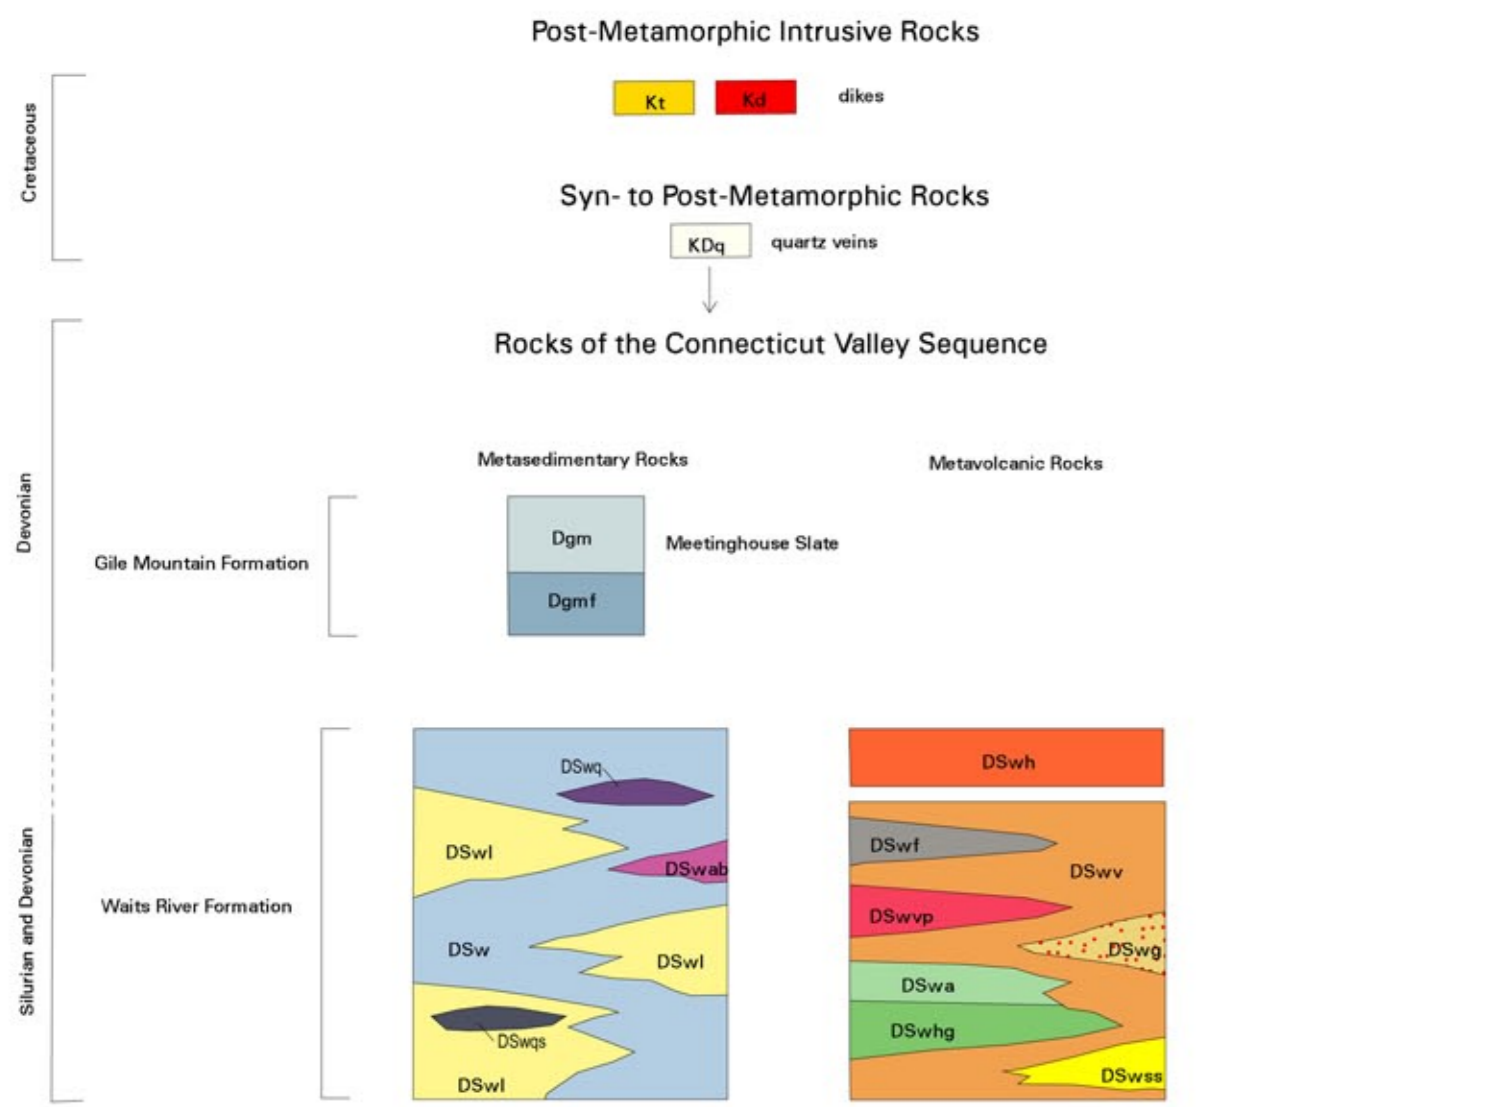 Post-Metamorphic Intrusive Rocks
Cretaceous
Kt
Kd
dikes
Syn- to Post-Metamorphic Rocks
KDq
quartz veins
Rocks of the Connecticut Valley Sequence
Devonian
Metasedimentary Rocks
Metavolcanic Rocks
Gile Mountain Formation
Dgm
Meetinghouse Slate
Dgmf
Silurian and Devonian
Waits River Formation
DSwq
DSwl
DSwab
DSw
DSwl
DSwqs
DSwl
DSwh
DSwf
DSwv
DSwvp
DSwg
DSwa
DSwhg
DSwss